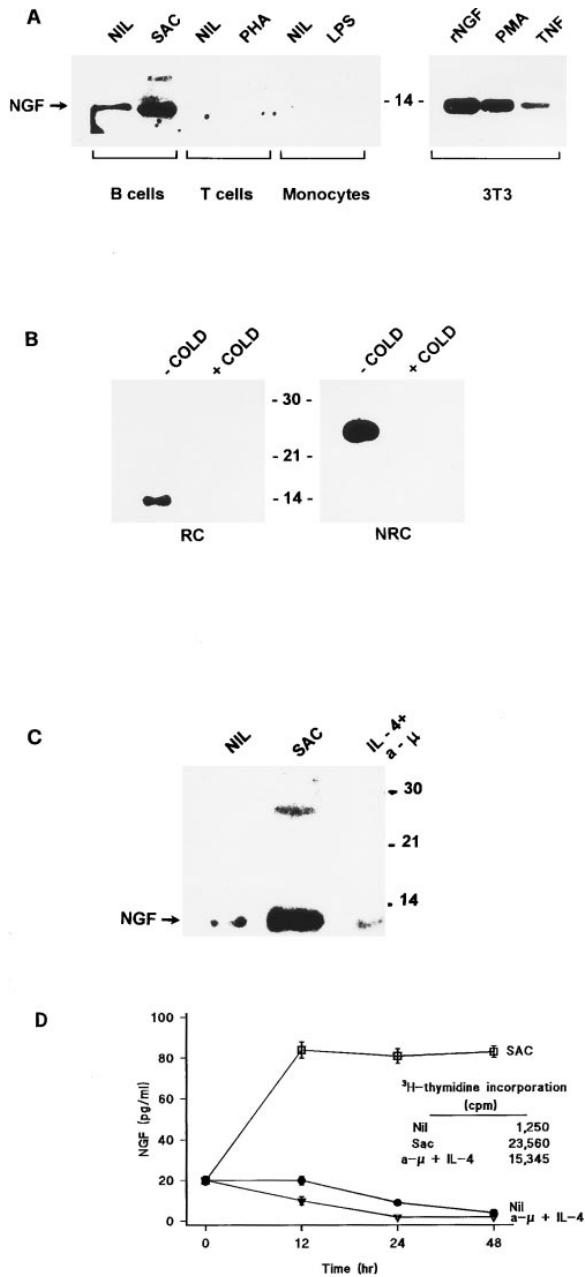 A
NIL SAC NIL PHA NIL LPS rNGF PMA TNF
NGF → - 14 -
B cells T cells Monocytes 3T3
B
- COLD + COLD - COLD + COLD
- 30 -
- 21 -
- 14 -
RC NRC
C
NIL SAC IL - 4+
a - μ
- 30
- 21
- 14
NGF →
D
100
80
60
40
20
0
NGF (pg/ml)
SAC
³H-thymidine incorporation
(cpm)
Nil 1,250
Sac 23,560
a-μ + IL-4 15,345
Nil
a-μ + IL-4
0 12 24 48
Time (hr)